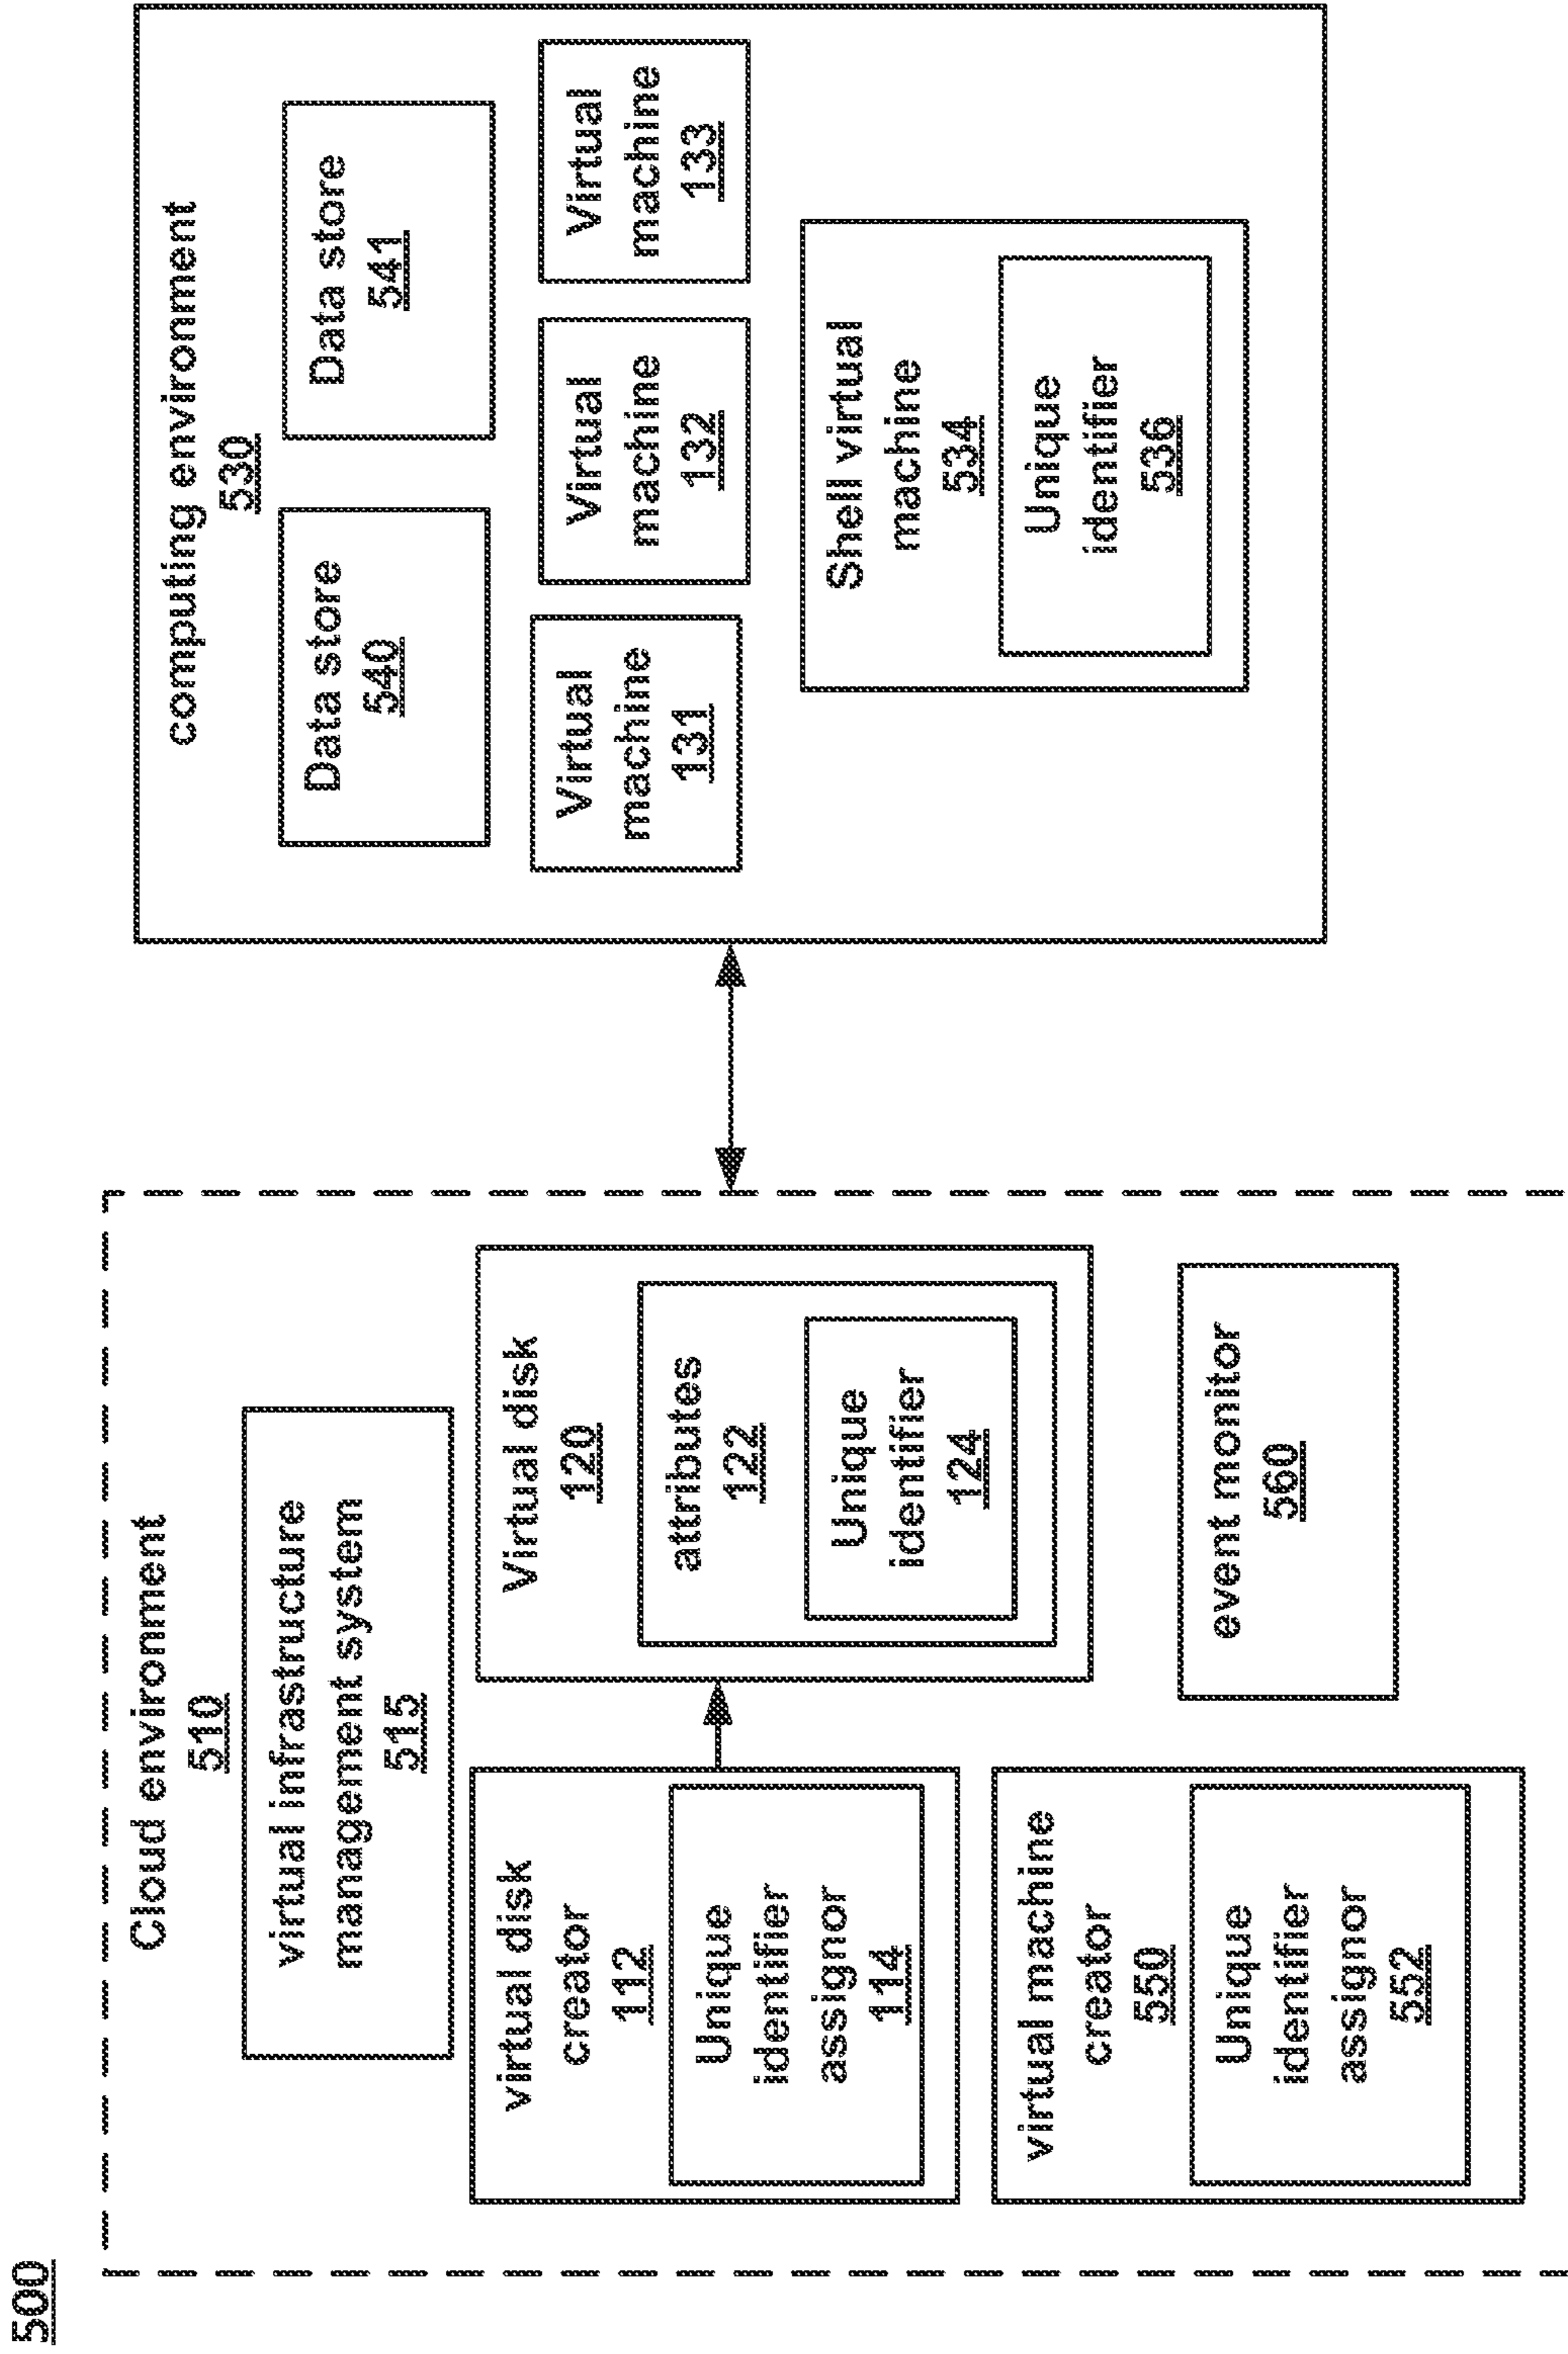 500
Cloud environment
510
virtual infrastructure
management system
515
virtual disk
creator
112
Unique
identifier
assignor
114
Virtual disk
120
attributes
122
Unique
identifier
124
virtual machine
creator
550
Unique
identifier
assignor
552
event monitor
560
computing environment
530
Data store
540
Data store
541
Virtual
machine
131
Virtual
machine
132
Virtual
machine
133
Shell virtual
machine
534
Unique
identifier
536